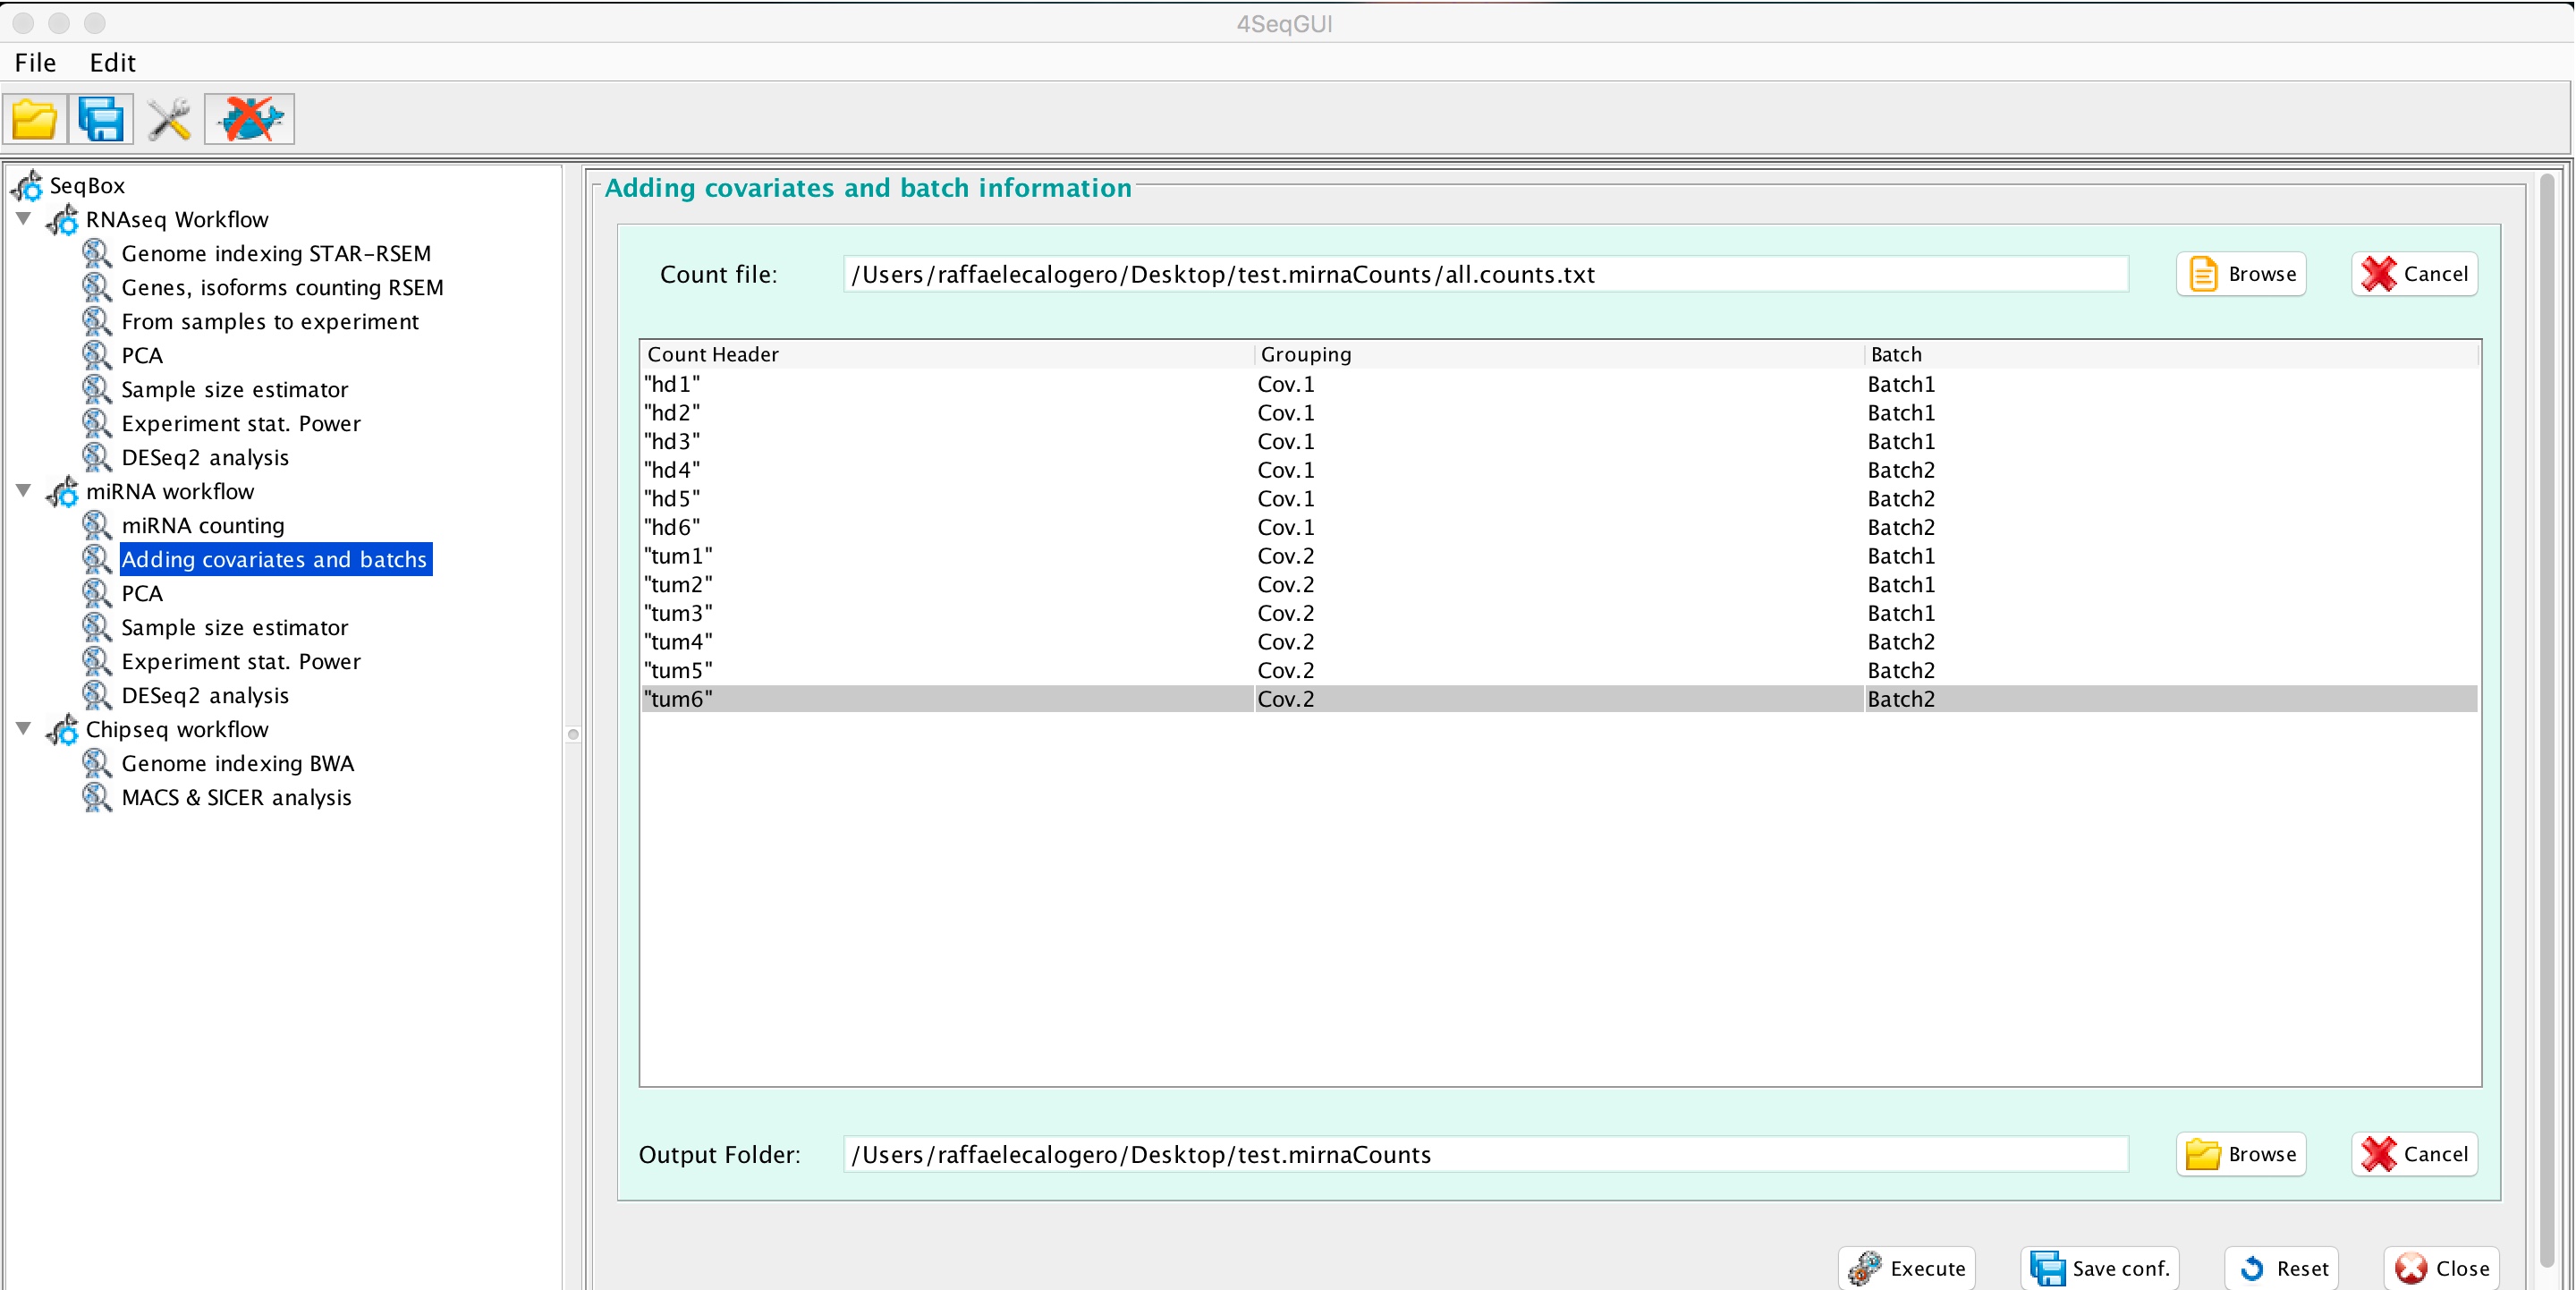 4SeqGUI
File Edit
SeqBox
RNAseq Workflow
Genome indexing STAR-RSEM
Genes, isoforms counting RSEM
From samples to experiment
PCA
Sample size estimator
Experiment stat. Power
DESeq2 analysis
miRNA workflow
miRNA counting
Adding covariates and batchs
PCA
Sample size estimator
Experiment stat. Power
DESeq2 analysis
Chipseq workflow
Genome indexing BWA
MACS & SICER analysis
Adding covariates and batch information
Count file: /Users/raffaelecalogero/Desktop/test.mirnaCounts/all.counts.txt Browse Cancel
Count Header Grouping Batch
"hd1" Cov.1 Batch1
"hd2" Cov.1 Batch1
"hd3" Cov.1 Batch1
"hd4" Cov.1 Batch2
"hd5" Cov.1 Batch2
"hd6" Cov.1 Batch2
"tum1" Cov.2 Batch1
"tum2" Cov.2 Batch1
"tum3" Cov.2 Batch1
"tum4" Cov.2 Batch2
"tum5" Cov.2 Batch2
"tum6" Cov.2 Batch2
Output Folder: /Users/raffaelecalogero/Desktop/test.mirnaCounts Browse Cancel
Execute Save conf. Reset Close